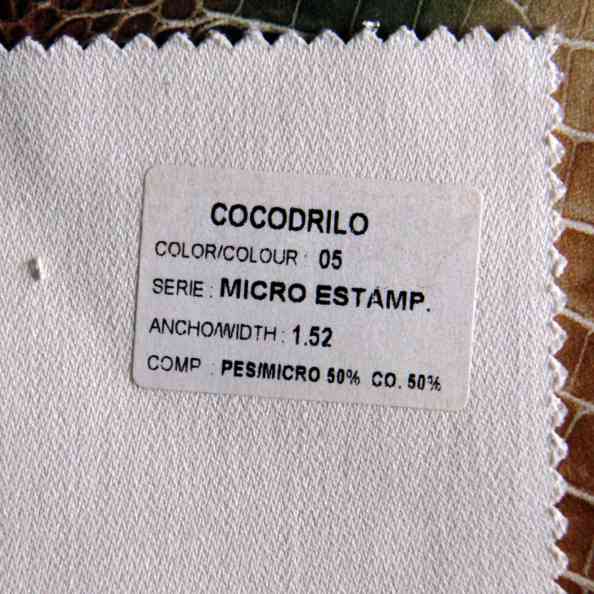 COCODRILO
COLOR/COLOUR : 05
SERIE : MICRO ESTAMP.
ANCHO/WIDTH : 1.52
COMP : PES/MICRO 50% CO. 50%